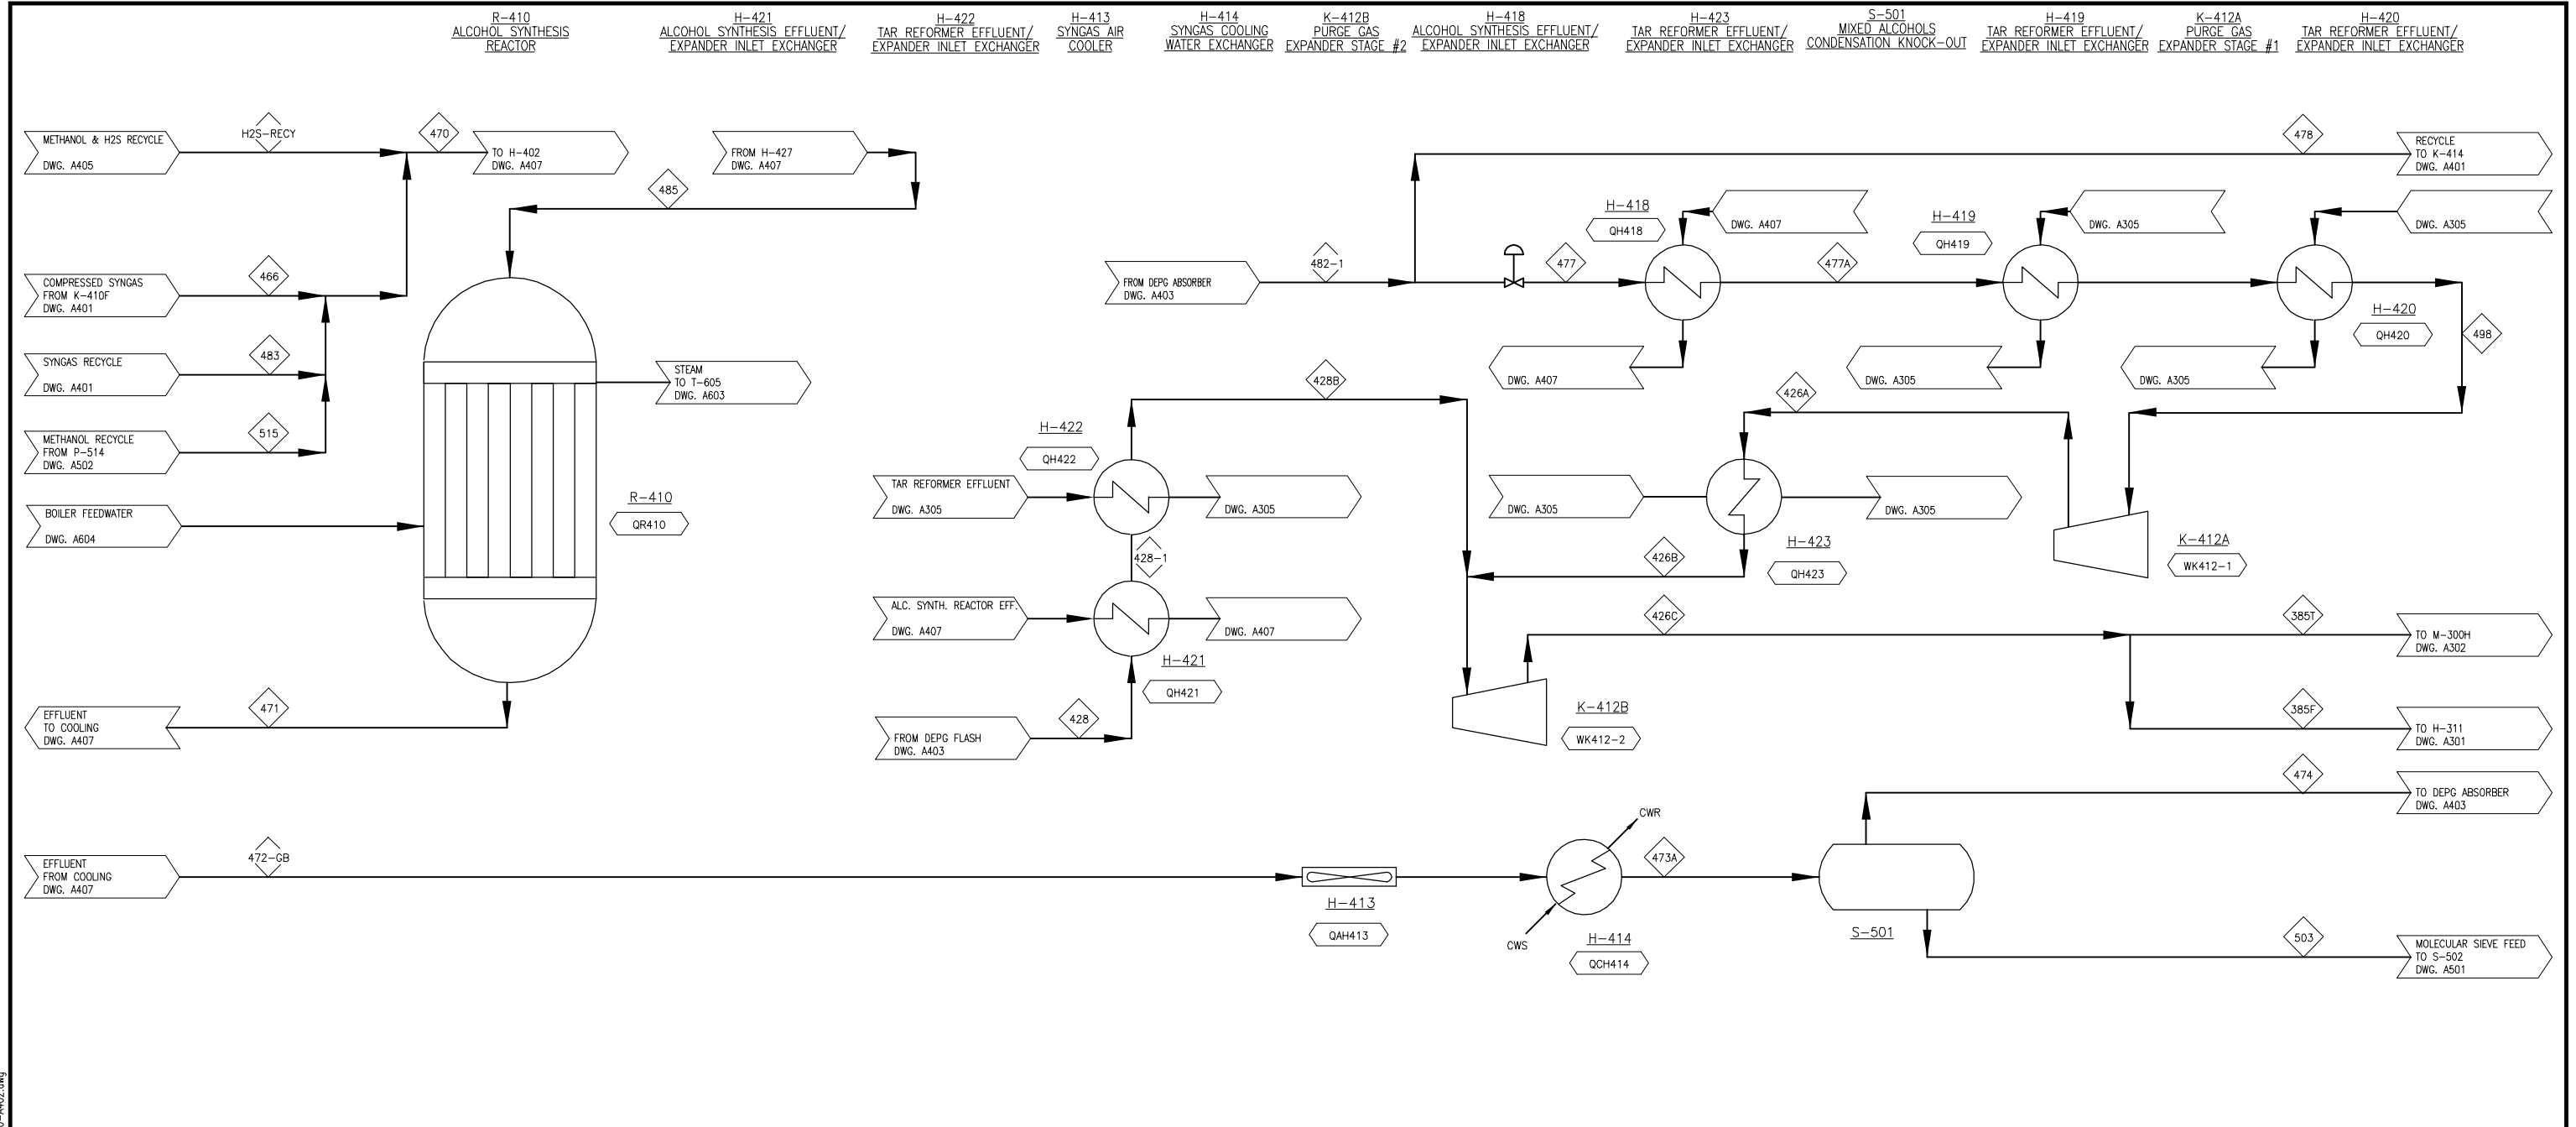 R-410
ALCOHOL SYNTHESIS
REACTOR
H-421
ALCOHOL SYNTHESIS EFFLUENT/
EXPANDER INLET EXCHANGER
H-422
TAR REFORMER EFFLUENT/
EXPANDER INLET EXCHANGER
H-413
SYNGAS AIR
COOLER
H-414
SYNGAS COOLING
WATER EXCHANGER
K-412B
PURGE GAS
EXPANDER STAGE #2
H-418
ALCOHOL SYNTHESIS EFFLUENT/
EXPANDER INLET EXCHANGER
H-423
TAR REFORMER EFFLUENT/
EXPANDER INLET EXCHANGER
S-501
MIXED ALCOHOLS
CONDENSATION KNOCK-OUT
H-419
TAR REFORMER EFFLUENT/
EXPANDER INLET EXCHANGER
K-412A
PURGE GAS
EXPANDER STAGE #1
H-420
TAR REFORMER EFFLUENT/
EXPANDER INLET EXCHANGER
METHANOL & H2S RECYCLE
DWG. A405
H2S-RECY
470
TO H-402
DWG. A407
FROM H-427
DWG. A407
485
478
RECYCLE
TO K-414
DWG. A401
COMPRESSED SYNGAS
FROM K-410F
DWG. A401
466
SYNGAS RECYCLE
DWG. A401
483
METHANOL RECYCLE
FROM P-514
DWG. A502
515
BOILER FEEDWATER
DWG. A604
STEAM
TO T-605
DWG. A603
R-410
QR410
EFFLUENT
TO COOLING
DWG. A407
471
FROM DEPG ABSORBER
DWG. A403
482-1
477
H-418
QH418
DWG. A407
DWG. A407
477A
H-419
QH419
DWG. A305
DWG. A305
DWG. A305
DWG. A305
H-420
QH420
498
428B
H-422
QH422
TAR REFORMER EFFLUENT
DWG. A305
DWG. A305
428-1
ALC. SYNTH. REACTOR EFF.
DWG. A407
DWG. A407
H-421
QH421
FROM DEPG FLASH
DWG. A403
428
426A
DWG. A305
DWG. A305
H-423
QH423
426B
K-412A
WK412-1
426C
K-412B
WK412-2
385T
TO M-300H
DWG. A302
385F
TO H-311
DWG. A301
474
TO DEPG ABSORBER
DWG. A403
EFFLUENT
FROM COOLING
DWG. A407
472-GB
H-413
QAH413
CWR
CWS
H-414
QCH414
473A
S-501
503
MOLECULAR SIEVE FEED
TO S-502
DWG. A501